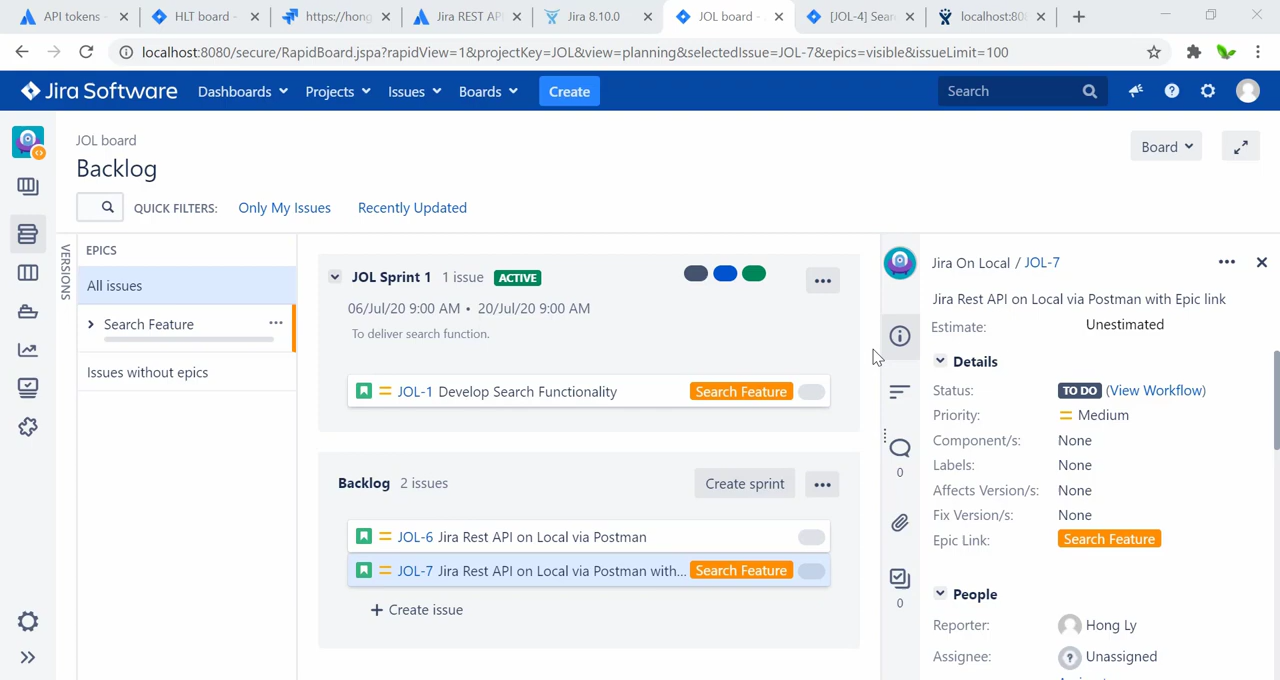 API tokens -
HLT board -
https://hong
Jira REST AP
Jira 8.10.0
JOL board -
[JOL-4] Sear
localhost:808
localhost:8080/secure/RapidBoard.jspa?rapidView=1&projectKey=JOL&view=planning&selectedIssue=JOL-7&epics=visible&issueLimit=100
Jira Software
Dashboards
Projects
Issues
Boards
Create
Search
JOL board
Backlog
Board
QUICK FILTERS:
Only My Issues
Recently Updated
VERSIONS
EPICS
All issues
Search Feature
Issues without epics
JOL Sprint 1 1 issue ACTIVE
06/Jul/20 9:00 AM • 20/Jul/20 9:00 AM
To deliver search function.
JOL-1 Develop Search Functionality Search Feature
Backlog 2 issues
Create sprint
JOL-6 Jira Rest API on Local via Postman
JOL-7 Jira Rest API on Local via Postman with... Search Feature
+ Create issue
0
0
Jira On Local / JOL-7
Jira Rest API on Local via Postman with Epic link
Estimate: Unestimated
Details
Status: TO DO (View Workflow)
Priority: Medium
Component/s: None
Labels: None
Affects Version/s: None
Fix Version/s: None
Epic Link: Search Feature
People
Reporter: Hong Ly
Assignee: Unassigned